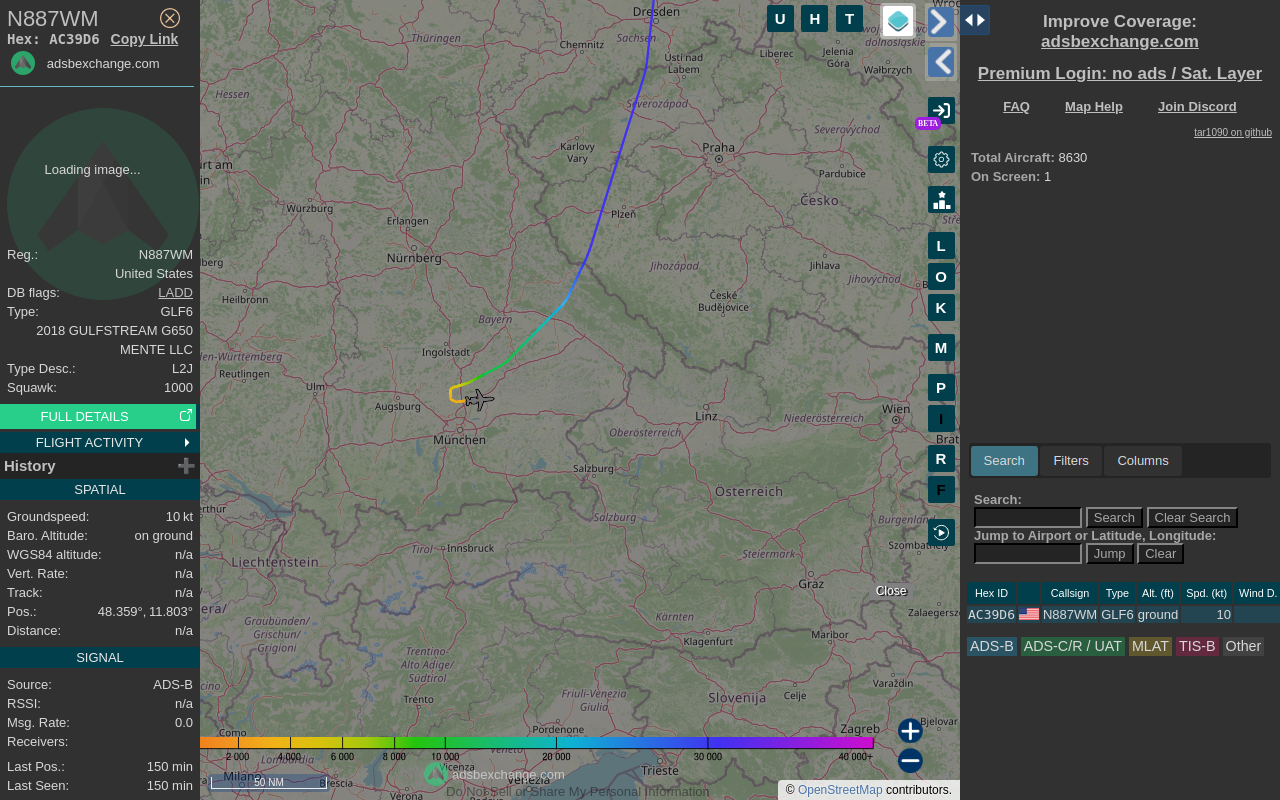 N887WM
Hex: AC39D6 Copy Link
adsbexchange.com
Loading image...
Reg.: N887WM
United States
DB flags: LADD
Type: GLF6
2018 GULFSTREAM G650
MENTE LLC
Type Desc.: L2J
Squawk: 1000
FULL DETAILS
FLIGHT ACTIVITY
History
SPATIAL
Groundspeed: 10 kt
Baro. Altitude: on ground
WGS84 altitude: n/a
Vert. Rate: n/a
Track: n/a
Pos.: 48.359°, 11.803°
Distance: n/a
SIGNAL
Source: ADS-B
RSSI: n/a
Msg. Rate: 0.0
Receivers:
Last Pos.: 150 min
Last Seen: 150 min
Dresden
Thüringen
Sachsen
Chemnitz
Liberec
Jelenia
Góra
dolnośląskie
Wałbrzych
Ústí nad
Labem
Hessen
Severozápad
Karlovy
Vary
Praha
Severovýchod
Pardubice
Würzburg
Erlangen
Plzeň
Česko
Nürnberg
Jihozápad
Jihlava
Jihovýchod
Heilbronn
České
Budějovice
Bayern
Ingolstadt
Reutlingen
Ulm
Augsburg
München
Linz
Niederösterreich
Wien
Oberösterreich
Salzburg
Österreich
Salzburg
Burgenland
Tirol
Innsbruck
Steiermark
Szombathely
Liechtenstein
Graz
Zalaegersze
Kärnten
Graubünden/
Grischun/
Grigioni
Klagenfurt
Maribor
Trentino-
Alto Adige/
Südtirol
Varaždin
Trento
Friuli-Venezia
Giulia
Slovenija
Celje
Como
Pordenone
Zagreb
Bjelovar
Lombardia
Vicenza
Trieste
Milano
Brescia
Verona
Venezia
2 000 4 000 6 000 8 000 10 000 20 000 30 000 40 000+
50 NM
adsbexchange.com
Do Not Sell or Share My Personal Information
© OpenStreetMap contributors.
U H T
BETA
L
O
K
M
P
I
R
F
Close
Improve Coverage:
adsbexchange.com
Premium Login: no ads / Sat. Layer
FAQ Map Help Join Discord
tar1090 on github
Total Aircraft: 8630
On Screen: 1
Search Filters Columns
Search:
Search Clear Search
Jump to Airport or Latitude, Longitude:
Jump Clear
Hex ID Callsign Type Alt. (ft) Spd. (kt) Wind D.
AC39D6 N887WM GLF6 ground 10
ADS-B ADS-C/R / UAT MLAT TIS-B Other